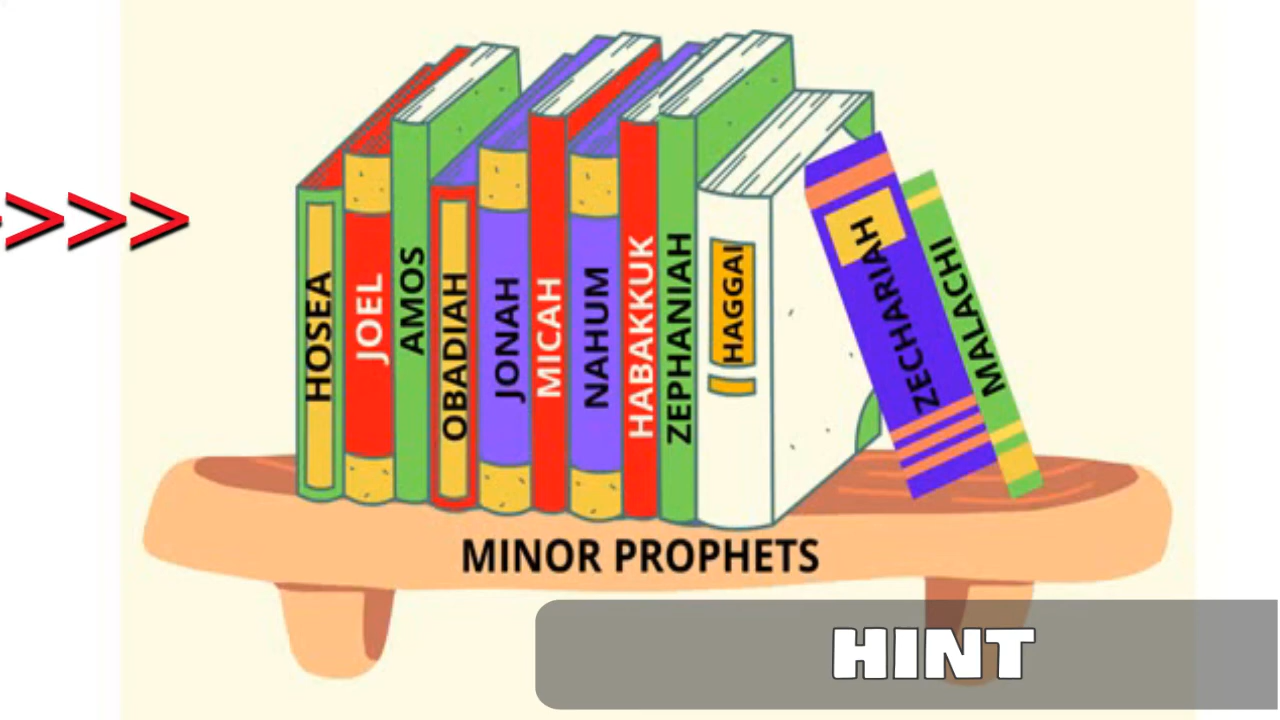 >>>>
HOSEA
JOEL
AMOS
OBADIAH
JONAH
MICAH
NAHUM
HABAKKUK
ZEPHANIAH
HAGGAI
ZECHARIAH
MALACHI
MINOR PROPHETS
HINT